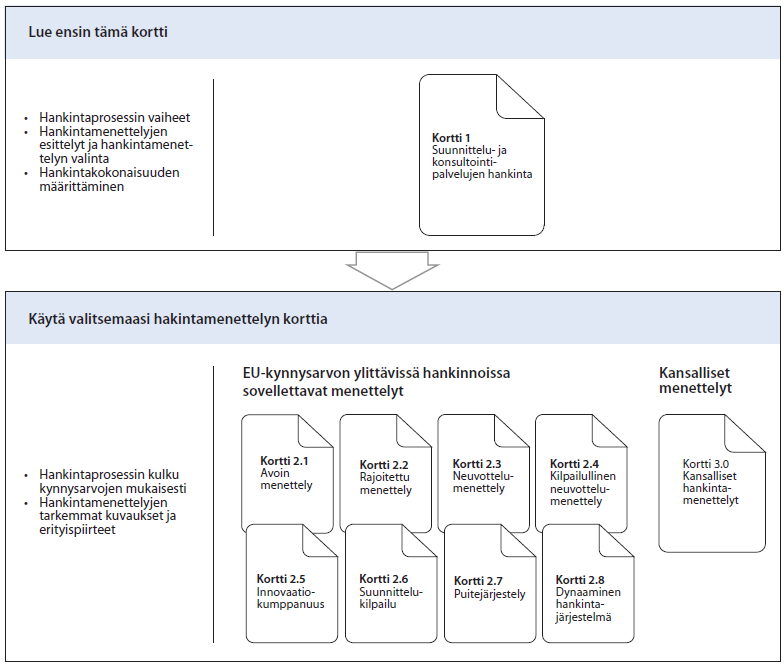 Lue ensin tämä kortti
• Hankintaprosessin vaiheet
• Hankintamenettelyjen
esittelyt ja hankintamenet-
telyn valinta
• Hankintakokonaisuuden
määrittäminen
Kortti 1
Suunnittelu- ja
konsultointi-
palvelujen hankinta
Käytä valitsemaasi hakintamenettelyn korttia
• Hankintaprosessin kulku
kynnysarvojen mukaisesti
• Hankintamenettelyjen
tarkemmat kuvaukset ja
erityispiirteet
EU-kynnysarvon ylittävissä hankinnoissa
sovellettavat menettelyt
Kortti 2.1
Avoin
menettely
Kortti 2.2
Rajoitettu
menettely
Kortti 2.3
Neuvottelu-
menettely
Kortti 2.4
Kilpailullinen
neuvottelu-
menettely
Kortti 2.5
Innovaatio-
kumppanuus
Kortti 2.6
Suunnittelu-
kilpailu
Kortti 2.7
Puitejärjestely
Kortti 2.8
Dynaaminen
hankinta-
järjestelmä
Kansalliset
menettelyt
Kortti 3.0
Kansalliset
hankinta-
menettelyt